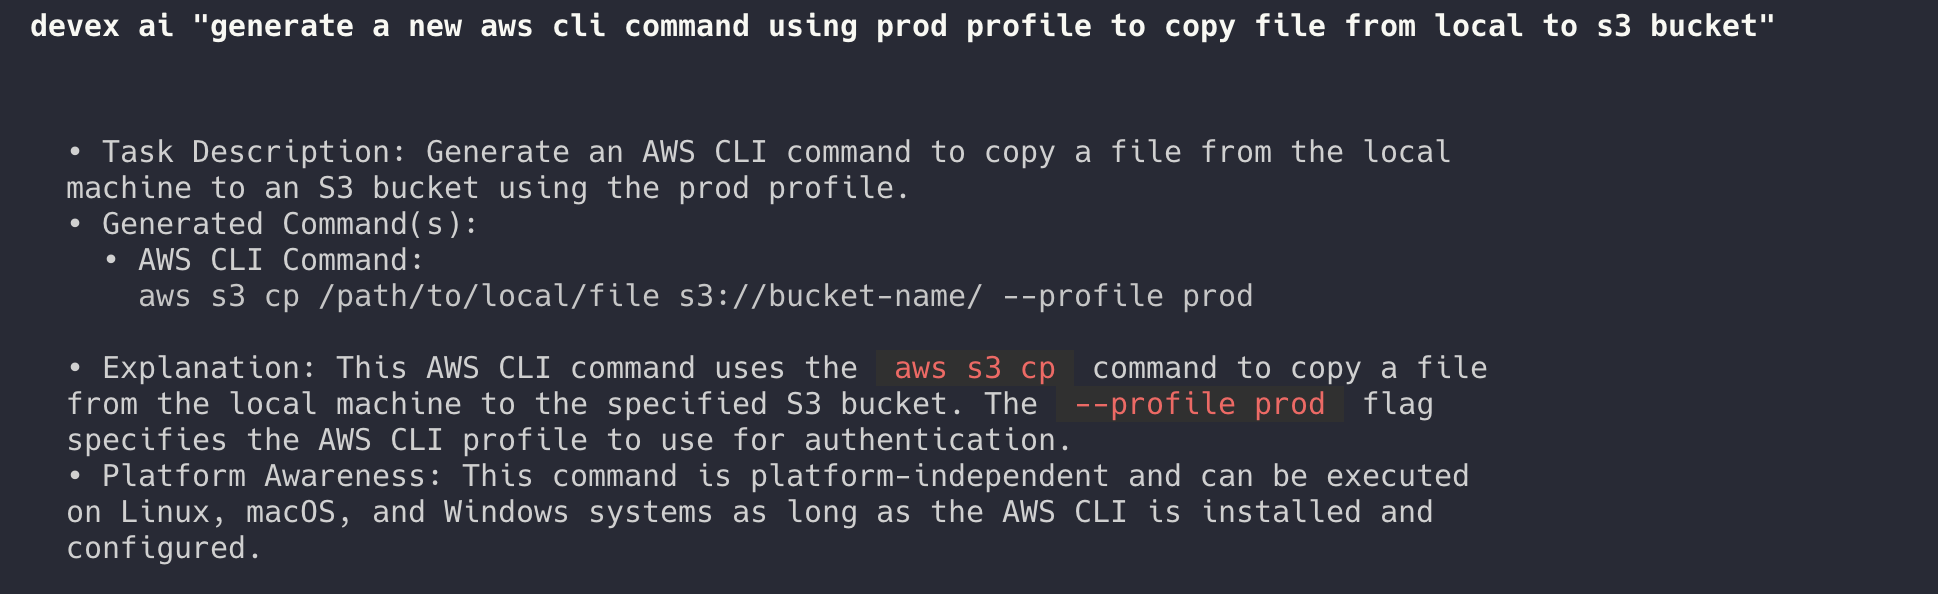 devex ai "generate a new aws cli command using prod profile to copy file from local to s3 bucket"
• Task Description: Generate an AWS CLI command to copy a file from the local
machine to an S3 bucket using the prod profile.
• Generated Command(s):
• AWS CLI Command:
aws s3 cp /path/to/local/file s3://bucket-name/ --profile prod
• Explanation: This AWS CLI command uses the aws s3 cp command to copy a file
from the local machine to the specified S3 bucket. The --profile prod flag
specifies the AWS CLI profile to use for authentication.
• Platform Awareness: This command is platform-independent and can be executed
on Linux, macOS, and Windows systems as long as the AWS CLI is installed and
configured.